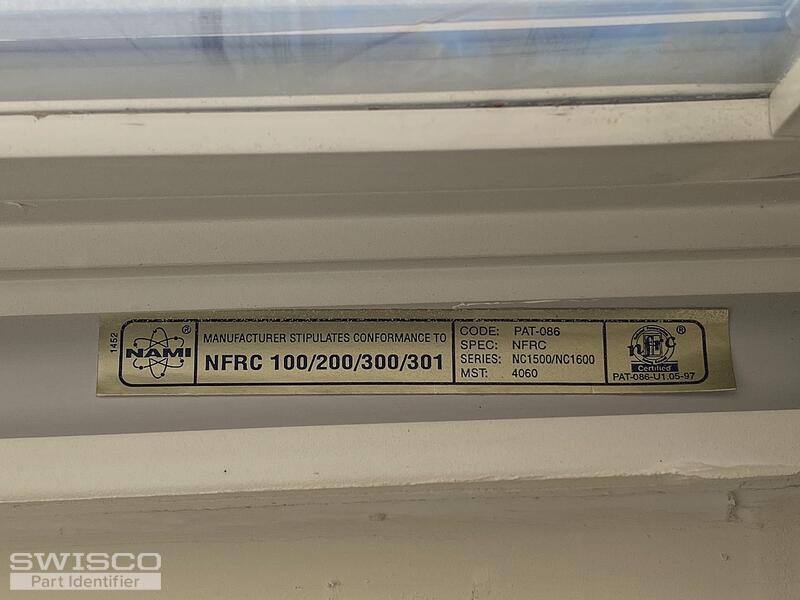 1452
NAMI ®
MANUFACTURER STIPULATES CONFORMANCE TO
NFRC 100/200/300/301
CODE: PAT-086
SPEC: NFRC
SERIES: NC1500/NC1600
MST: 4060
nfrc ®
Certified
PAT-086-U1.05-97
SWISCO
Part Identifier